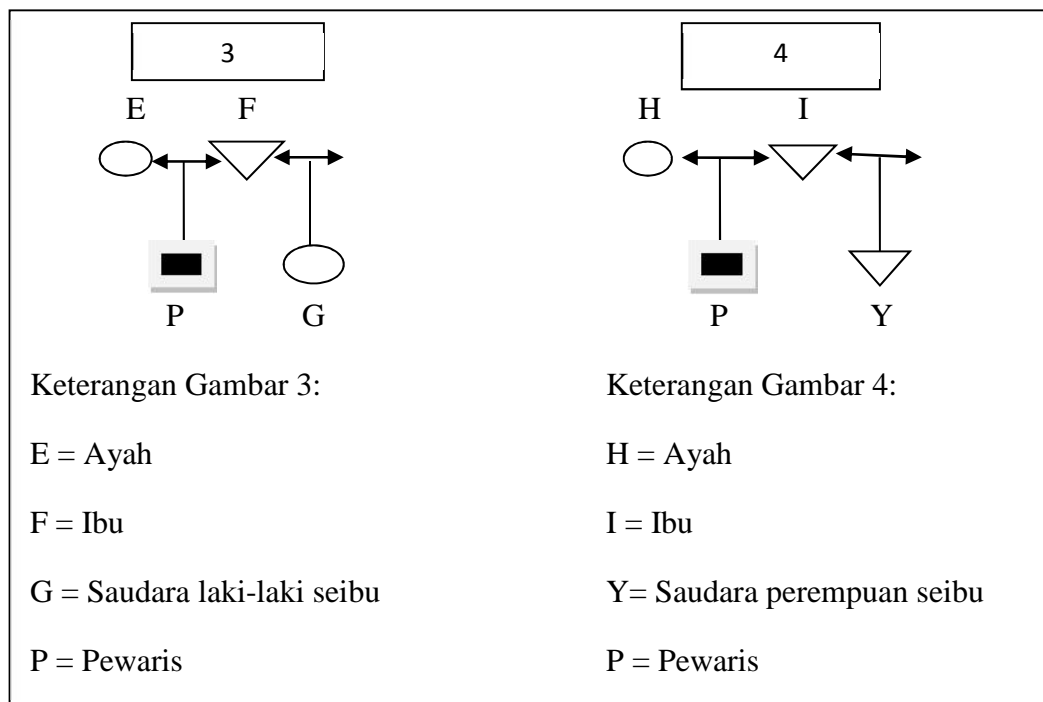 3
E F
P G
Keterangan Gambar 3:
E = Ayah
F = Ibu
G = Saudara laki-laki seibu
P = Pewaris
4
H I
P Y
Keterangan Gambar 4:
H = Ayah
I = Ibu
Y= Saudara perempuan seibu
P = Pewaris